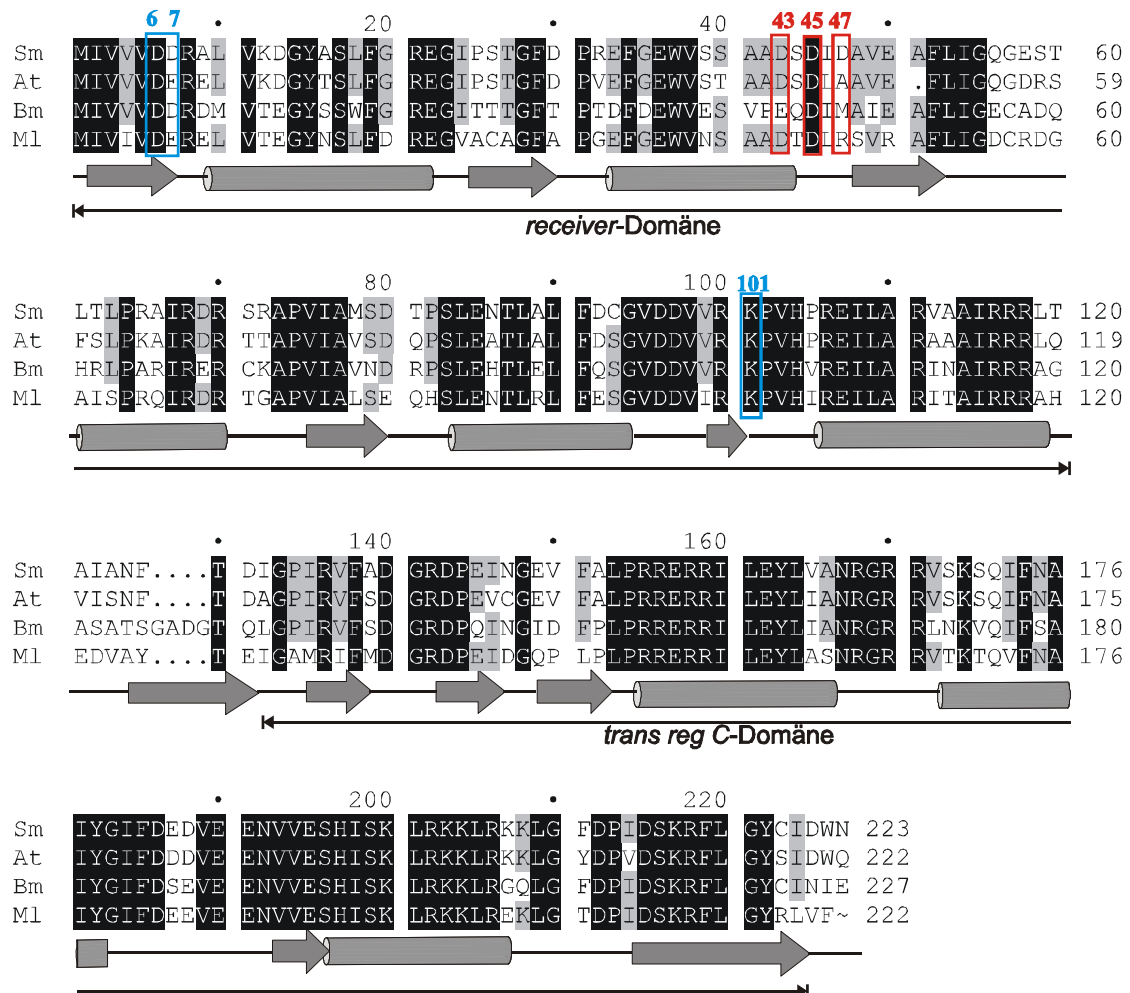 6 7 20 40 43 45 47
Sm MIVVVDDRAL VKDGYASLFG REGIPSTGFD PREFGEWVSS AADSDIDAVE AFLIGQGEST 60
At MIVVVDEREL VKDGYTSLFG REGIPSTGFD PVEFGEWVST AADSDIAAVE .FLIGQGDRS 59
Bm MIVVVDDRDM VTEGYSSWFG REGITTTGFT PTDFDEWVES VPEQDIMAIE AFLIGECADQ 60
Ml MIVIVDEREL VTEGYNSLFD REGVACAGFA PGEFGEWVNS AADTDIRSVR AFLIGDCRDG 60
receiver-Domäne
80 100 101
Sm LTLPRAIRDR SRAPVIAMSD TPSLENTLAL FDCGVDDVVR KPVHPREILA RVAAIRRRLT 120
At FSLPKAIRDR TTAPVIAVSD QPSLEATLAL FDSGVDDVVR KPVHPREILA RAAAIRRRLQ 119
Bm HRLPARIRER CKAPVIAVND RPSLEHTLEL FQSGVDDVVR KPVHVREILA RINAIRRRAG 120
Ml AISPRQIRDR TGAPVIALSE QHSLENTLRL FESGVDDVIR KPVHIREILA RITAIRRRAH 120
140 160
Sm AIANF....T DIGPIRVFAD GRDPEINGEV FALPRRERRI LEYLVANRGR RVSKSQIFNA 176
At VISNF....T DAGPIRVFSD GRDPEVCGEV FALPRRERRI LEYLIANRGR RVSKSQIFNA 175
Bm ASATSGADGT QLGPIRVFSD GRDPQINGID FPLPRRERRI LEYLIANRGR RLNKVQIFSA 180
Ml EDVAY....T EIGAMRIFMD GRDPEIDGQP LPLPRRERRI LEYLASNRGR RVTKTQVFNA 176
trans reg C-Domäne
200 220
Sm IYGIFDEDVE ENVVESHISK LRKKLRKKLG FDPIDSKRFL GYCIDWN 223
At IYGIFDDDVE ENVVESHISK LRKKLRKKLG YDPVDSKRFL GYSIDWQ 222
Bm IYGIFDSEVE ENVVESHISK LRKKLRGQLG FDPIDSKRFL GYCINIE 227
Ml IYGIFDEEVE ENVVESHISK LRKKLREKLG TDPIDSKRFL GYRLVF~ 222